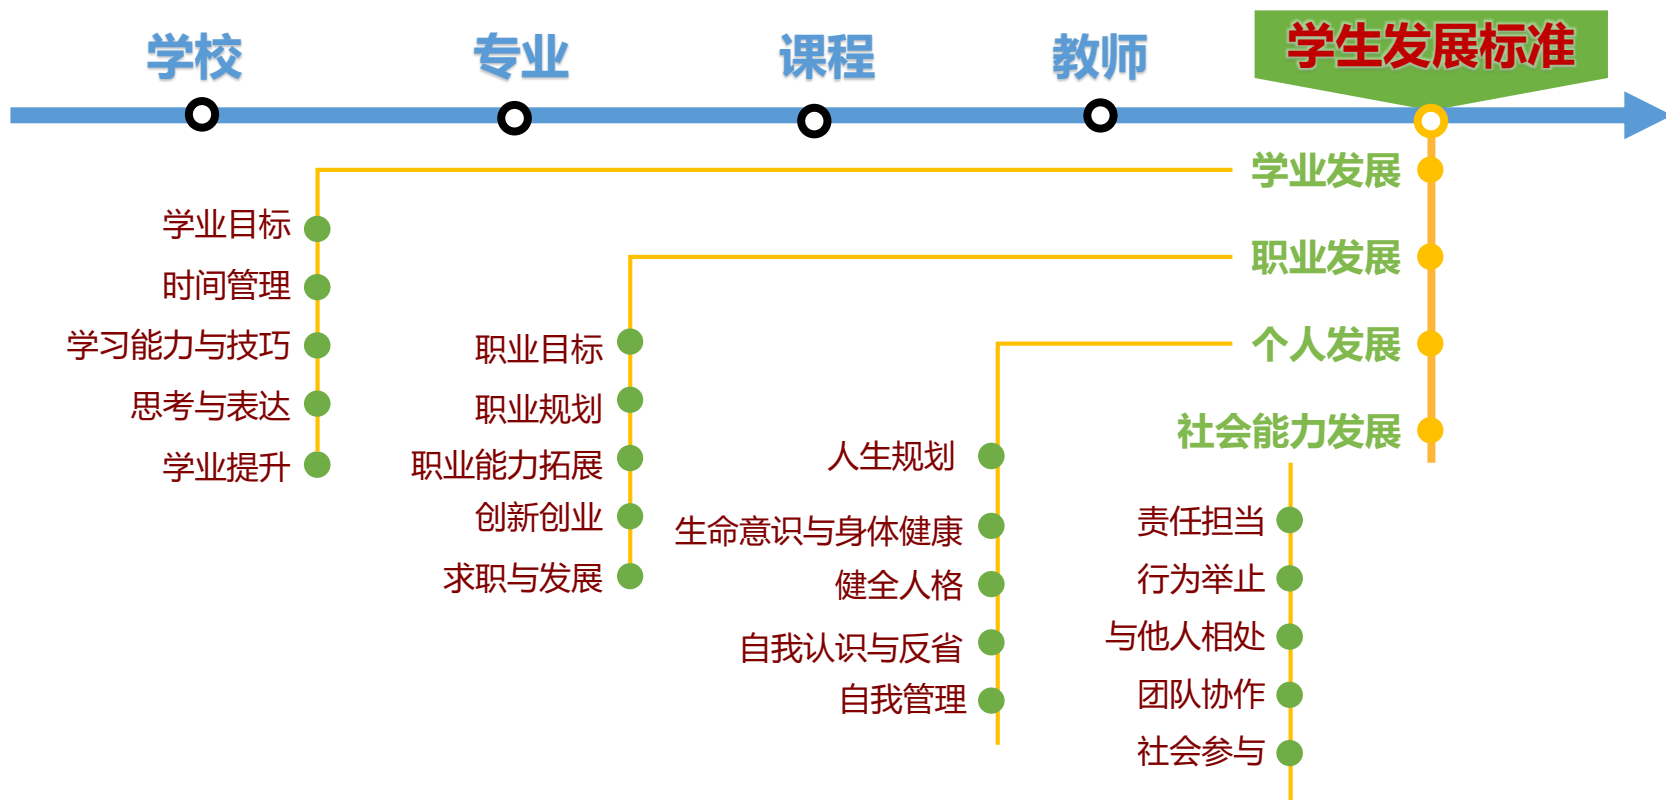 学校
专业
课程
教师
学生发展标准
学业发展
学业目标
时间管理
学习能力与技巧
思考与表达
学业提升
职业发展
职业目标
职业规划
职业能力拓展
创新创业
求职与发展
个人发展
人生规划
生命意识与身体健康
健全人格
自我认识与反省
自我管理
社会能力发展
责任担当
行为举止
与他人相处
团队协作
社会参与